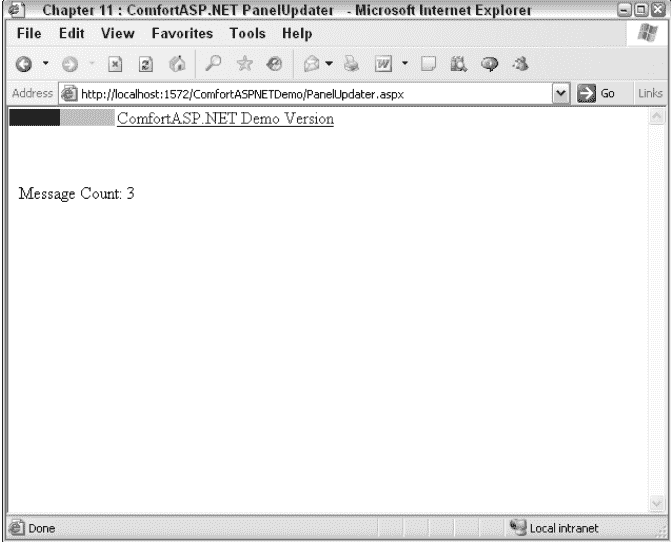 Chapter 11 : ComfortASP.NET PanelUpdater - Microsoft Internet Explorer
File Edit View Favorites Tools Help
Address http://localhost:1572/ComfortASPNETDemo/PanelUpdater.aspx Go Links
ComfortASP.NET Demo Version
Message Count: 3
Done Local intranet